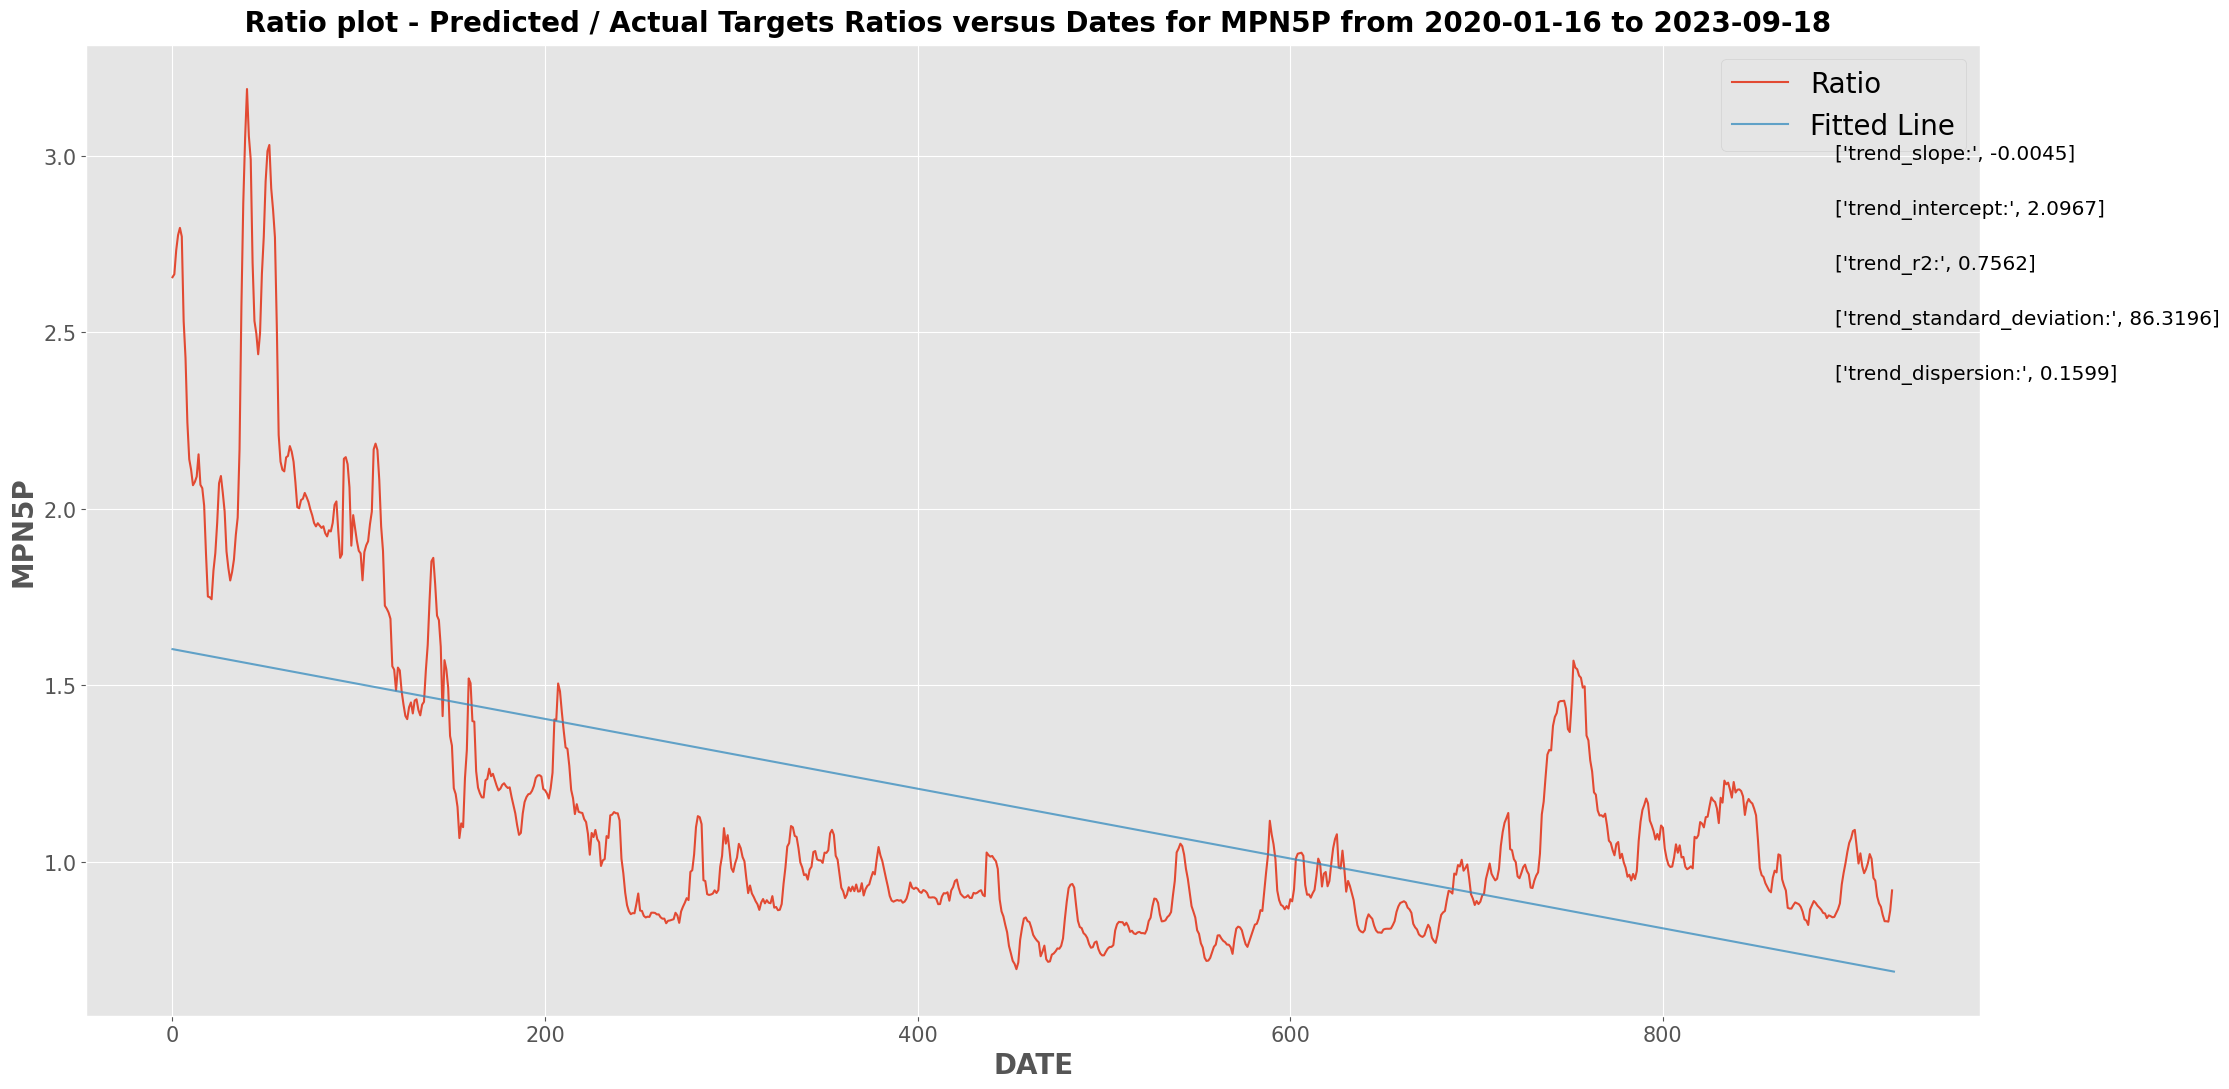 Ratio plot - Predicted / Actual Targets Ratios versus Dates for MPN5P from 2020-01-16 to 2023-09-18
Ratio
Fitted Line
['trend_slope:', -0.0045]
['trend_intercept:', 2.0967]
['trend_r2:', 0.7562]
['trend_standard_deviation:', 86.3196]
['trend_dispersion:', 0.1599]
3.0
2.5
2.0
1.5
1.0
MPN5P
0 200 400 600 800
DATE